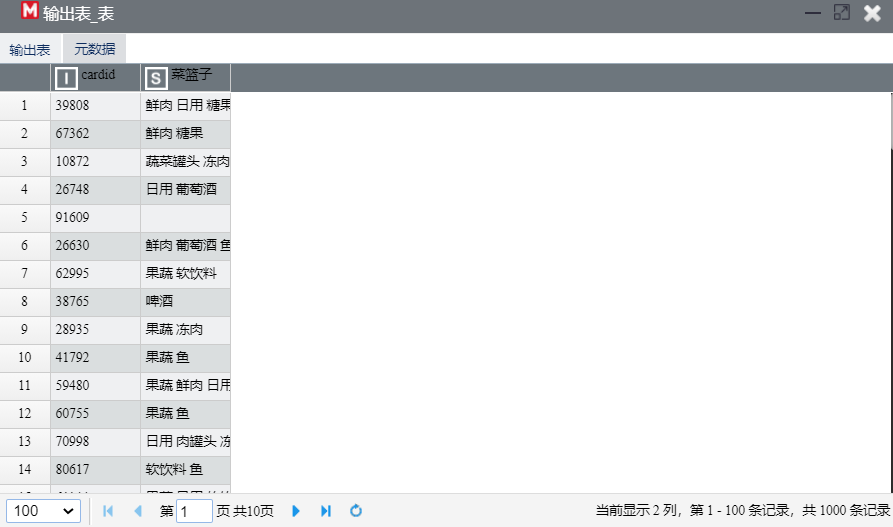 M 输出表_表
输出表 元数据
I cardid S 菜篮子
1 39808 鲜肉 日用 糖果
2 67362 鲜肉 糖果
3 10872 蔬菜罐头 冻肉
4 26748 日用 葡萄酒
5 91609
6 26630 鲜肉 葡萄酒 鱼
7 62995 果蔬 软饮料
8 38765 啤酒
9 28935 果蔬 冻肉
10 41792 果蔬 鱼
11 59480 果蔬 鲜肉 日用
12 60755 果蔬 鱼
13 70998 日用 肉罐头 冻
14 80617 软饮料 鱼
100 第 1 页 共10页 当前显示 2 列，第 1 - 100 条记录，共 1000 条记录